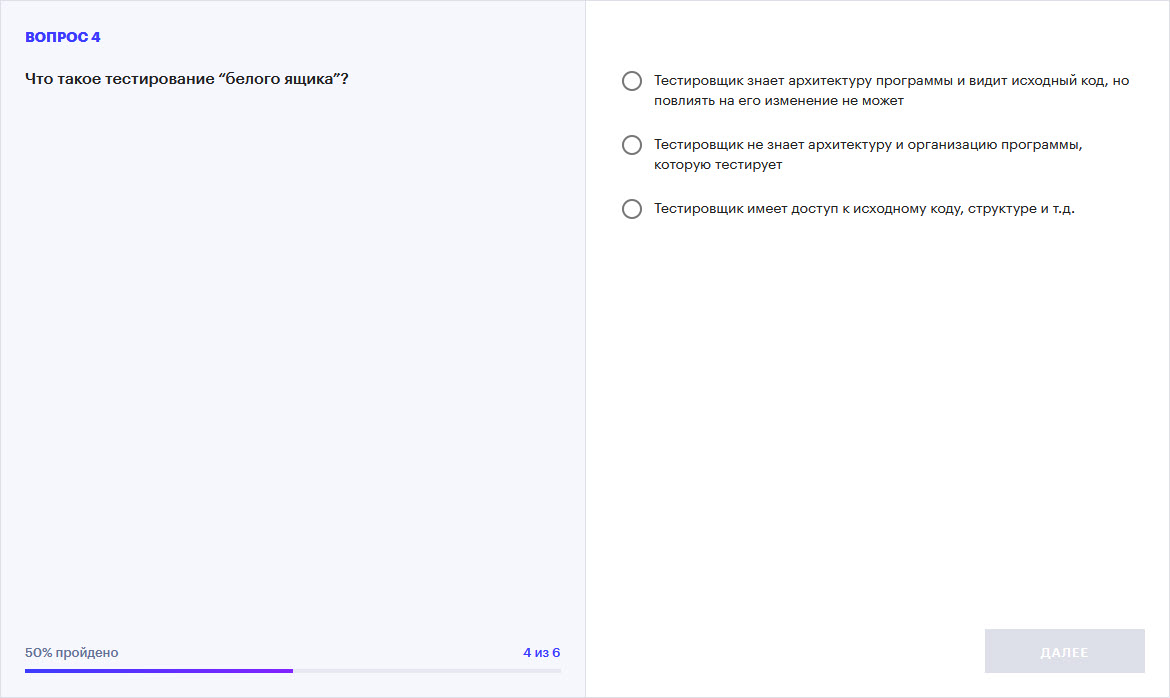 ВОПРОС 4
Что такое тестирование “белого ящика”?
Тестировщик знает архитектуру программы и видит исходный код, но
повлиять на его изменение не может
Тестировщик не знает архитектуру и организацию программы,
которую тестирует
Тестировщик имеет доступ к исходному коду, структуре и т.д.
50% пройдено
4 из 6
ДАЛЕЕ